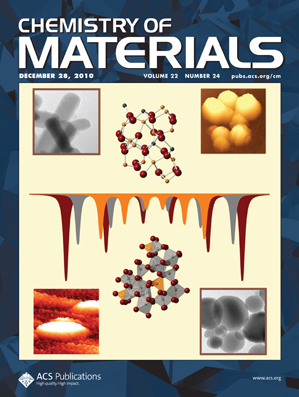 CHEMISTRY OF
MATERIALS
DECEMBER 28, 2010 VOLUME 22 NUMBER 24 pubs.acs.org/cm
ACS Publications
High quality. High impact.
www.acs.org